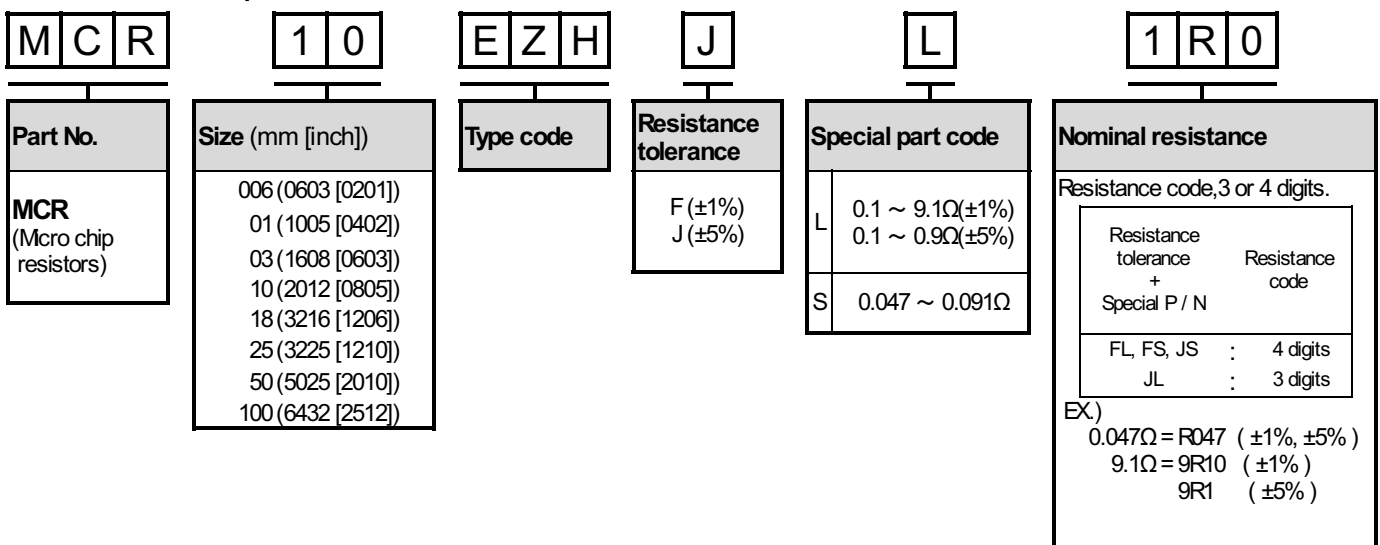 M C R 1 0 E Z H J L 1 R 0
Part No.
MCR
(Mcro chip
resistors)
Size (mm [inch])
006 (0603 [0201])
01 (1005 [0402])
03 (1608 [0603])
10 (2012 [0805])
18 (3216 [1206])
25 (3225 [1210])
50 (5025 [2010])
100 (6432 [2512])
Type code
Resistance
tolerance
F (±1%)
J (±5%)
Special part code
L
0.1 ～ 9.1Ω(±1%)
0.1 ～ 0.9Ω(±5%)
S 0.047 ～ 0.091Ω
Nominal resistance
Resistance code,3 or 4 digits.
Resistance
tolerance
+
Special P / N
Resistance
code
FL, FS, JS : 4 digits
JL : 3 digits
EX.)
0.047Ω = R047 ( ±1%, ±5% )
9.1Ω = 9R10 ( ±1% )
9R1 ( ±5% )